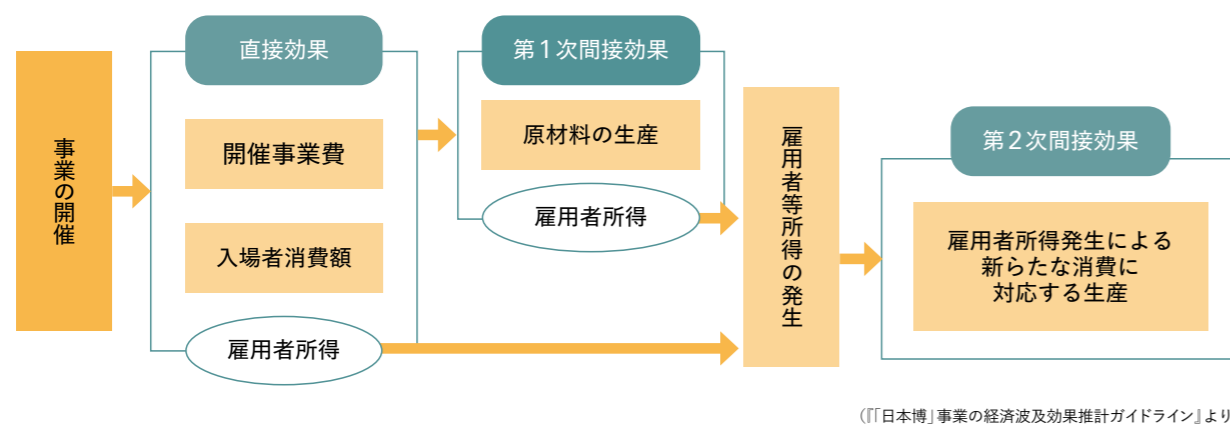 事業の開催
直接効果
開催事業費
入場者消費額
雇用者所得
第1次間接効果
原材料の生産
雇用者所得
雇用者等所得の発生
第2次間接効果
雇用者所得発生による
新らたな消費に
対応する生産
(『「日本博」事業の経済波及効果推計ガイドライン』より